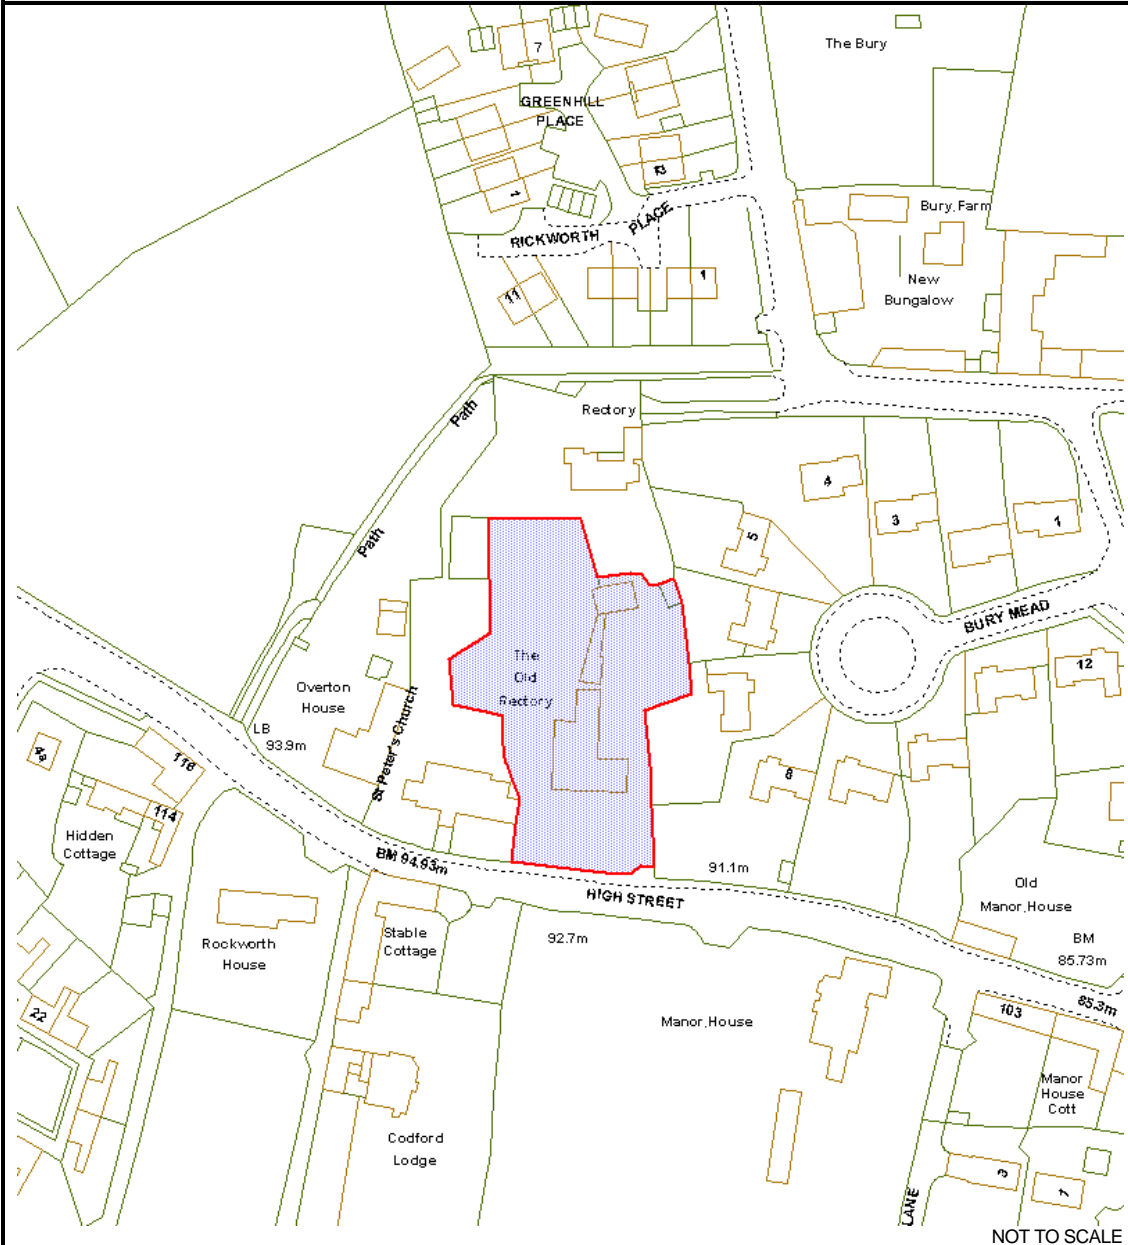 The Bury
7
GREENHILL
PLACE
12
1
Bury Farm
RICKWORTH PLACE
New
Bungalow
11
1
Path
Rectory
4
3
1
5
Path
BURY MEAD
The
Old
Rectory
12
Overton
House
St Peter's Church
LB
93.9m
116
4a
8
114
Hidden
Cottage
BM 94.93m
91.1m
HIGH STREET
Old
Manor House
Stable
Cottage
92.7m
Rockworth
House
BM
85.73m
85.3m
103
22
Manor House
Manor
House
Cott
Codford
Lodge
3
1
LANE
NOT TO SCALE